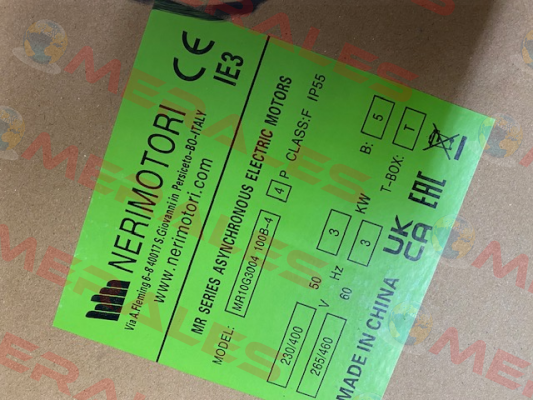 NERIMOTORI
Via A.Fleming 6-8 40017 S.Giovanni in Persiceto-BO-ITALY
www.nerimotori.com
CE
IE3
MR SERIES ASYNCHRONOUS ELECTRIC MOTORS
MODEL: MR10G3004 100B-4 4 P CLASS:F IP55
230/400 V 50 Hz 3 KW B: 5
265/460 60 3 T-BOX: T
MADE IN CHINA UK CA EAC
MERALES